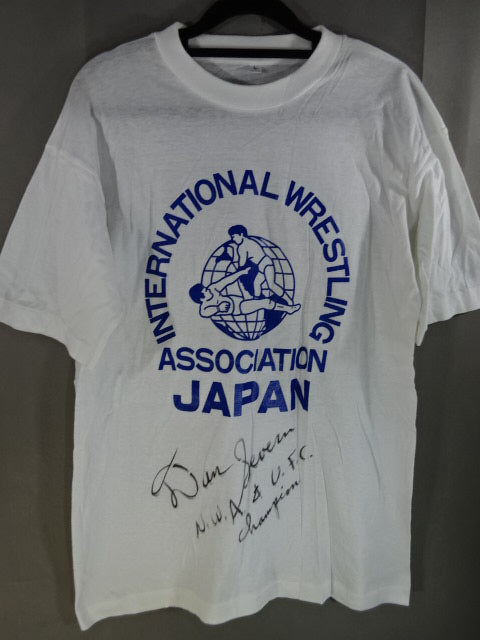 INTERNATIONAL WRESTLING
ASSOCIATION
JAPAN
Dan Severn
N.W.A & U.F.C.
Champion